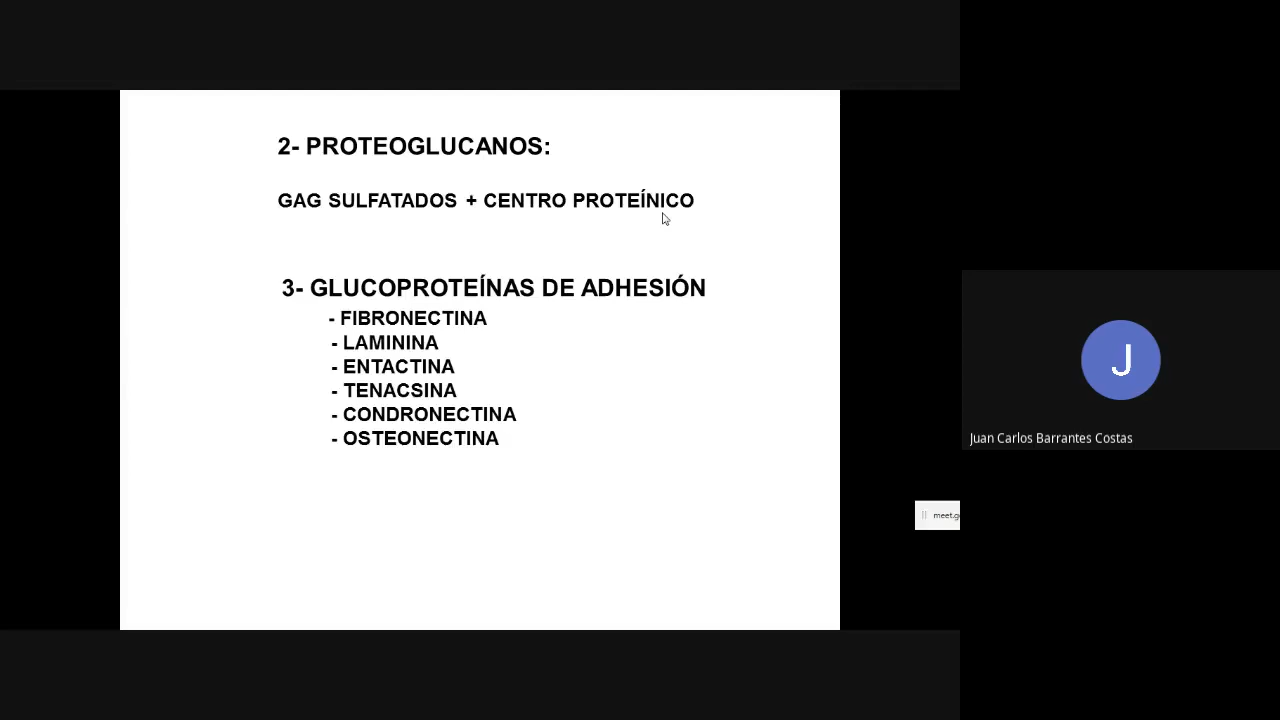 2- PROTEOGLUCANOS:
GAG SULFATADOS + CENTRO PROTEÍNICO
3- GLUCOPROTEÍNAS DE ADHESIÓN
- FIBRONECTINA
- LAMININA
- ENTACTINA
- TENACSINA
- CONDRONECTINA
- OSTEONECTINA
J
Juan Carlos Barrantes Costas
meet.g